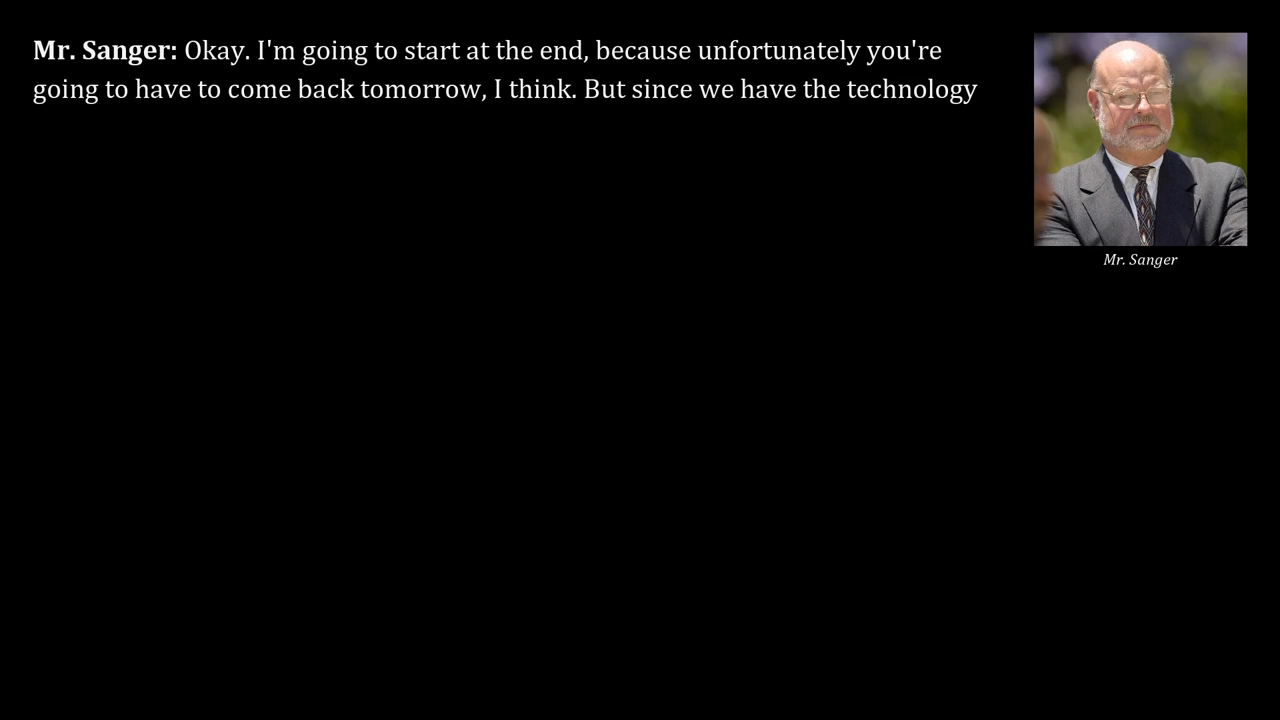 Mr. Sanger: Okay. I'm going to start at the end, because unfortunately you're
going to have to come back tomorrow, I think. But since we have the technology
Mr. Sanger